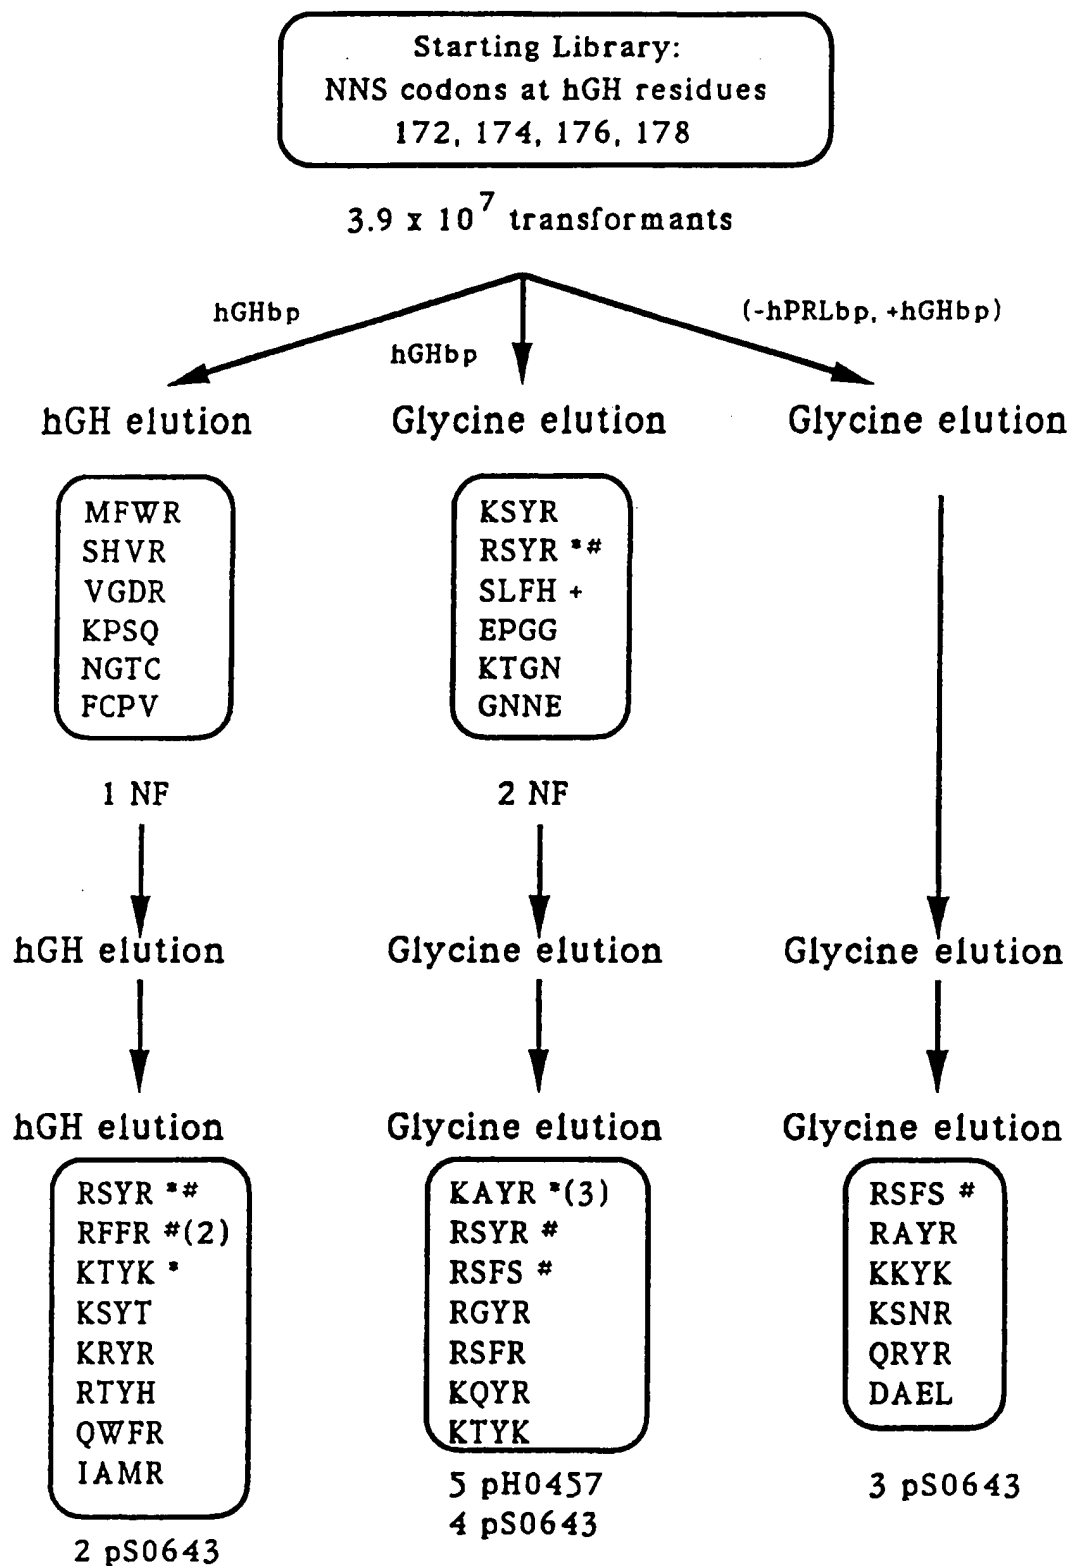 Starting Library:
NNS codons at hGH residues
172, 174, 176, 178
3.9 x 10^7 transformants
hGHbp
hGHbp
(-hPRLbp, +hGHbp)
hGH elution
Glycine elution
Glycine elution
MFWR
SHVR
VGDR
KPSQ
NGTC
FCPV
1 NF
KSYR
RSYR *#
SLFH +
EPGG
KTGN
GNNE
2 NF
hGH elution
Glycine elution
Glycine elution
hGH elution
Glycine elution
Glycine elution
RSYR *#
RFFR #(2)
KTYK *
KSYT
KRYR
RTYH
QWFR
IAMR
2 pS0643
KAYR *(3)
RSYR #
RSFS #
RGYR
RSFR
KQYR
KTYK
5 pH0457
4 pS0643
RSFS #
RAYR
KKYK
KSNR
QRYR
DAEL
3 pS0643